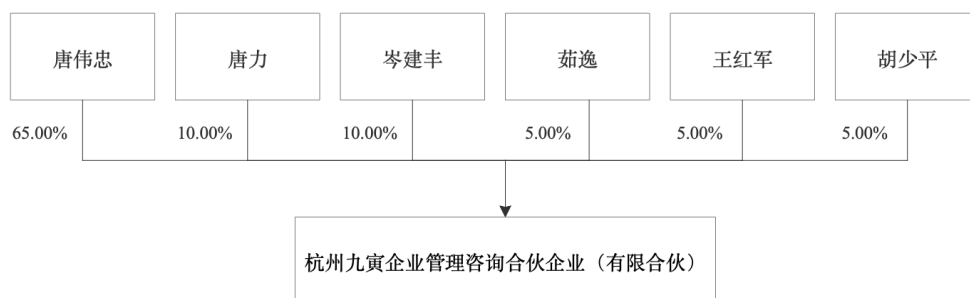 唐伟忠 唐力 岑建丰 茹逸 王红军 胡少平
65.00% 10.00% 10.00% 5.00% 5.00% 5.00%
杭州九寅企业管理咨询合伙企业（有限合伙）